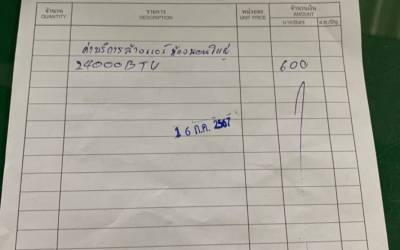 จำนวน รายการ หน่วยละ จำนวนเงิน
QUANTITY DESCRIPTION UNIT PRICE AMOUNT
ค่าบริการล้างแอร์ ห้องนอนใหญ่
24000BTU 600
16 ก.ค. 2567